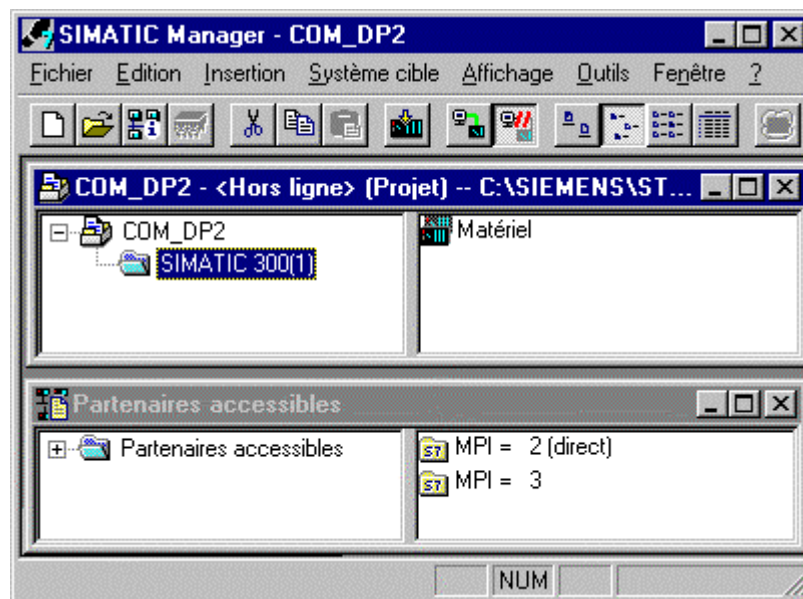 SIMATIC Manager - COM_DP2
Fichier Edition Insertion Système cible Affichage Outils Fenêtre ?
COM_DP2 - <Hors ligne> (Projet) -- C:\SIEMENS\ST...
COM_DP2
SIMATIC 300(1)
Matériel
Partenaires accessibles
Partenaires accessibles
MPI = 2 (direct)
MPI = 3
NUM